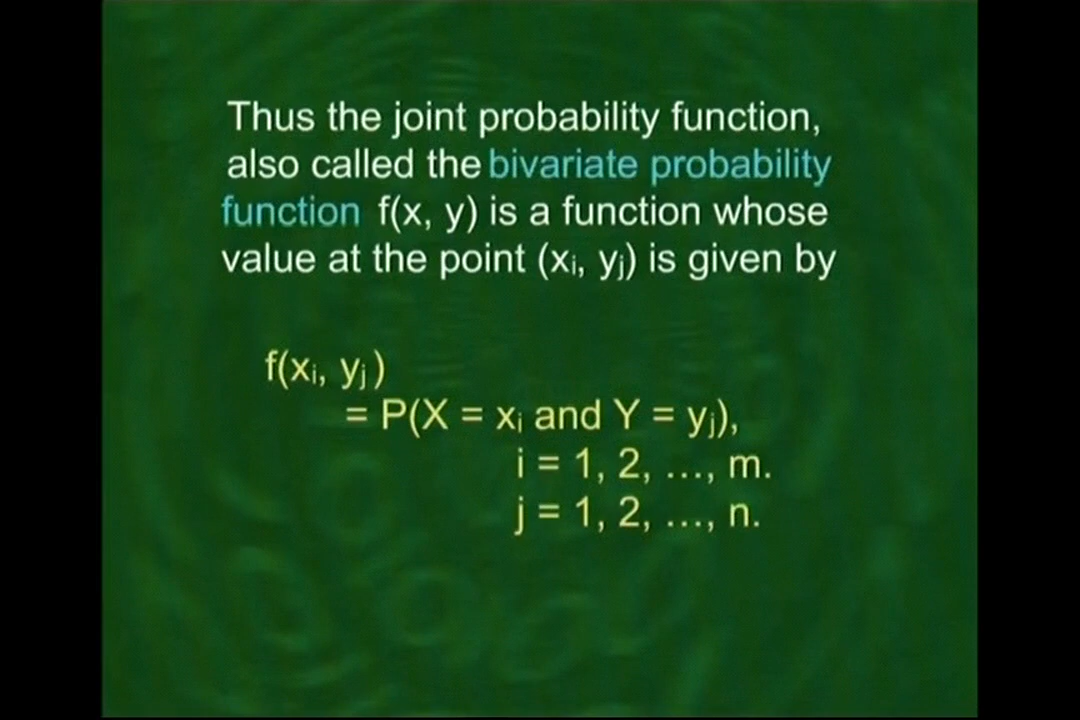 Thus the joint probability function,
also called the bivariate probability
function f(x, y) is a function whose
value at the point (xᵢ, yⱼ) is given by
f(xᵢ, yⱼ)
= P(X = xᵢ and Y = yⱼ),
i = 1, 2, ..., m.
j = 1, 2, ..., n.